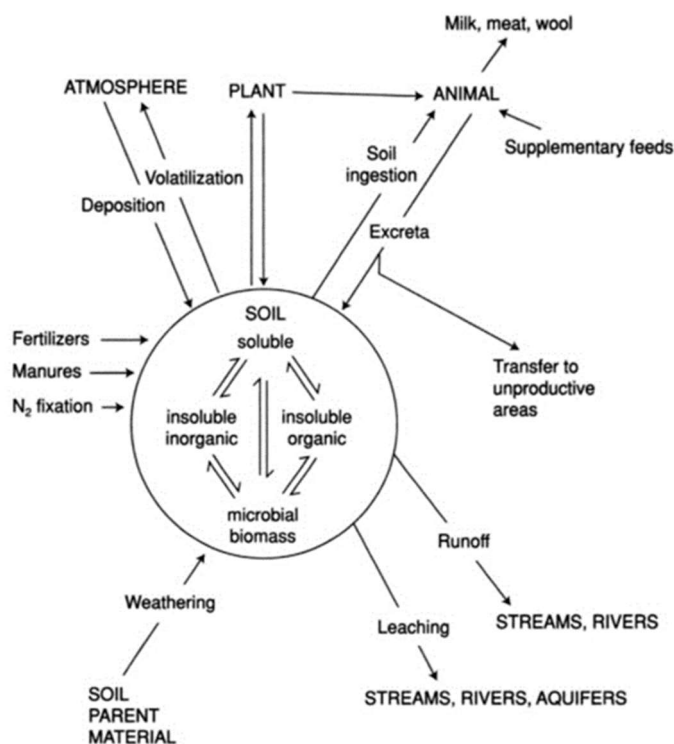 Milk, meat, wool
ATMOSPHERE
PLANT
ANIMAL
Supplementary feeds
Soil
ingestion
Volatilization
Deposition
Excreta
SOIL
soluble
Fertilizers
Manures
N₂ fixation
insoluble
inorganic
insoluble
organic
microbial
biomass
Transfer to
unproductive
areas
Runoff
STREAMS, RIVERS
Weathering
Leaching
STREAMS, RIVERS, AQUIFERS
SOIL
PARENT
MATERIAL